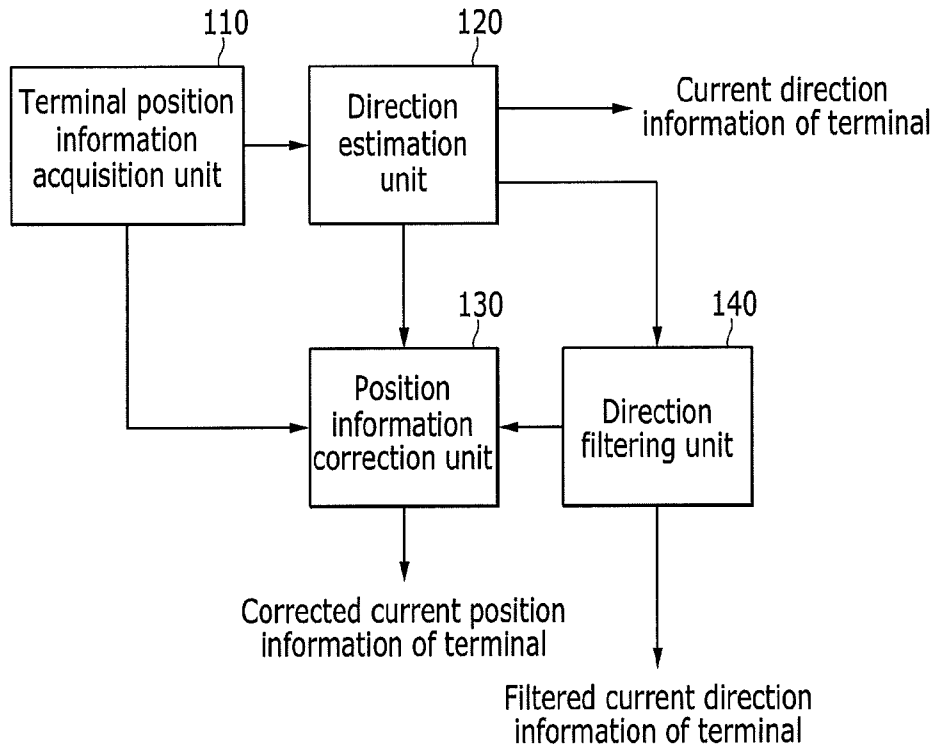 110
120
Terminal position
information
acquisition unit
Direction
estimation
unit
Current direction
information of terminal
130
140
Position
information
correction unit
Direction
filtering unit
Corrected current position
information of terminal
Filtered current direction
information of terminal